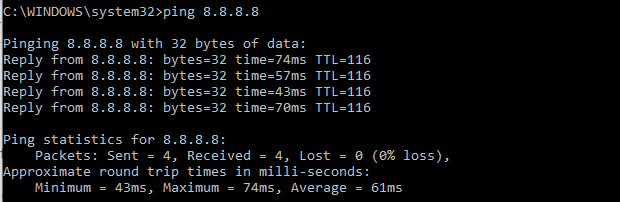 C:\WINDOWS\system32>ping 8.8.8.8
Pinging 8.8.8.8 with 32 bytes of data:
Reply from 8.8.8.8: bytes=32 time=74ms TTL=116
Reply from 8.8.8.8: bytes=32 time=57ms TTL=116
Reply from 8.8.8.8: bytes=32 time=43ms TTL=116
Reply from 8.8.8.8: bytes=32 time=70ms TTL=116
Ping statistics for 8.8.8.8:
    Packets: Sent = 4, Received = 4, Lost = 0 (0% loss),
Approximate round trip times in milli-seconds:
    Minimum = 43ms, Maximum = 74ms, Average = 61ms